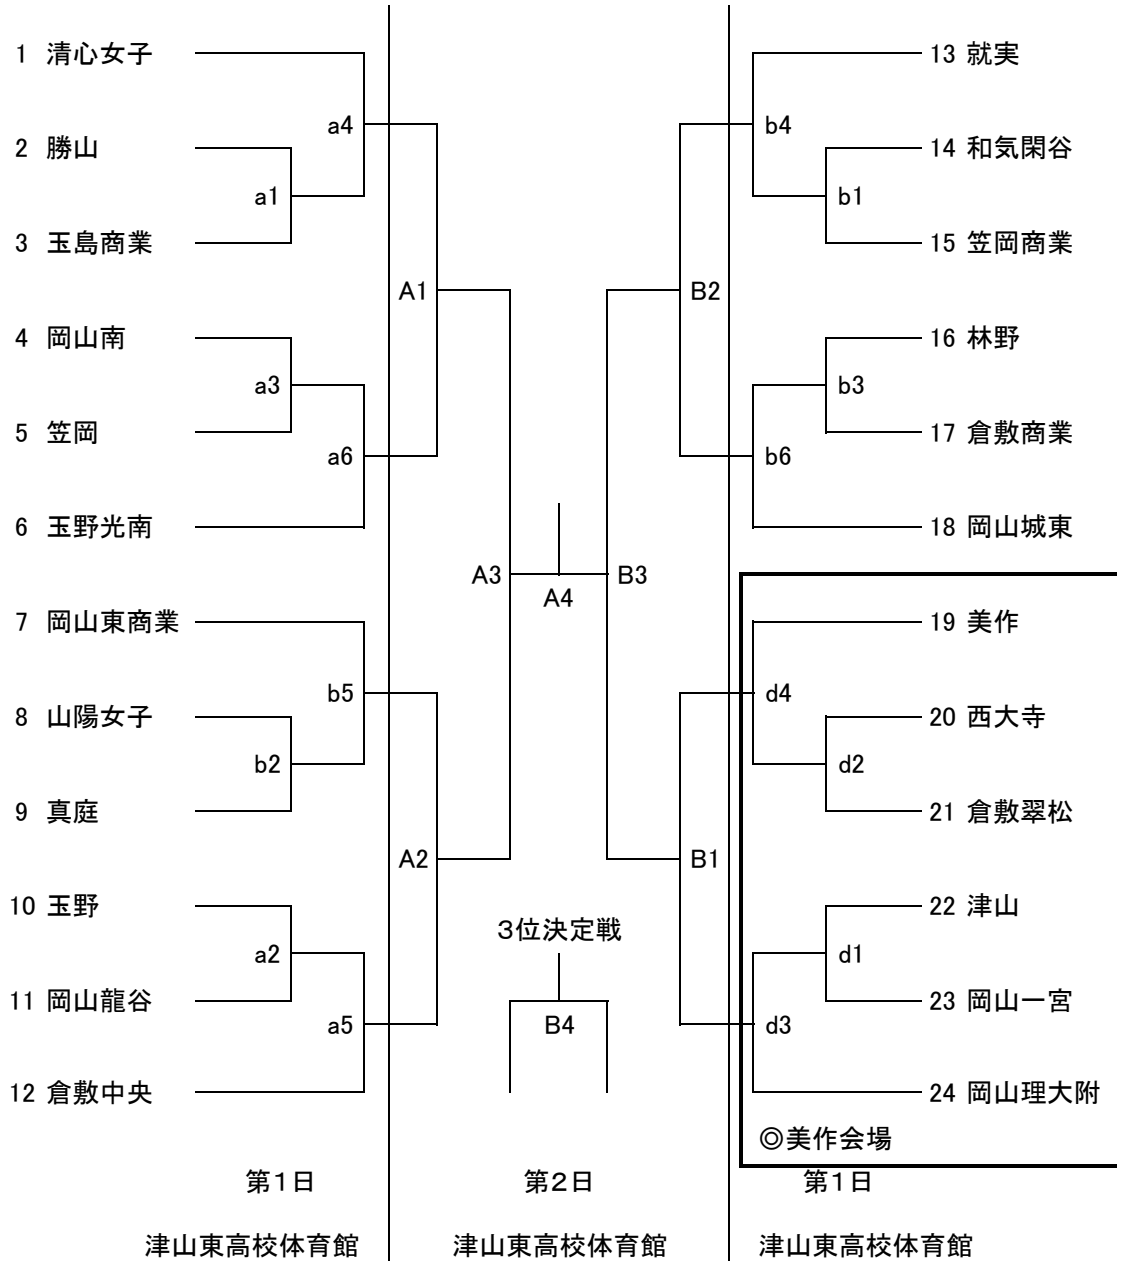 1 清心女子
a4
2 勝山
a1
3 玉島商業
A1
4 岡山南
a3
5 笠岡
a6
6 玉野光南
A3
7 岡山東商業
b5
8 山陽女子
b2
9 真庭
A2
10 玉野
a2
11 岡山龍谷
a5
12 倉敷中央
A4
3位決定戦
B4
13 就実
b4
14 和気閑谷
b1
15 笠岡商業
B2
16 林野
b3
17 倉敷商業
b6
18 岡山城東
B3
19 美作
d4
20 西大寺
d2
21 倉敷翠松
B1
22 津山
d1
23 岡山一宮
d3
24 岡山理大附
◎美作会場
第1日 第2日 第1日
津山東高校体育館 津山東高校体育館 津山東高校体育館